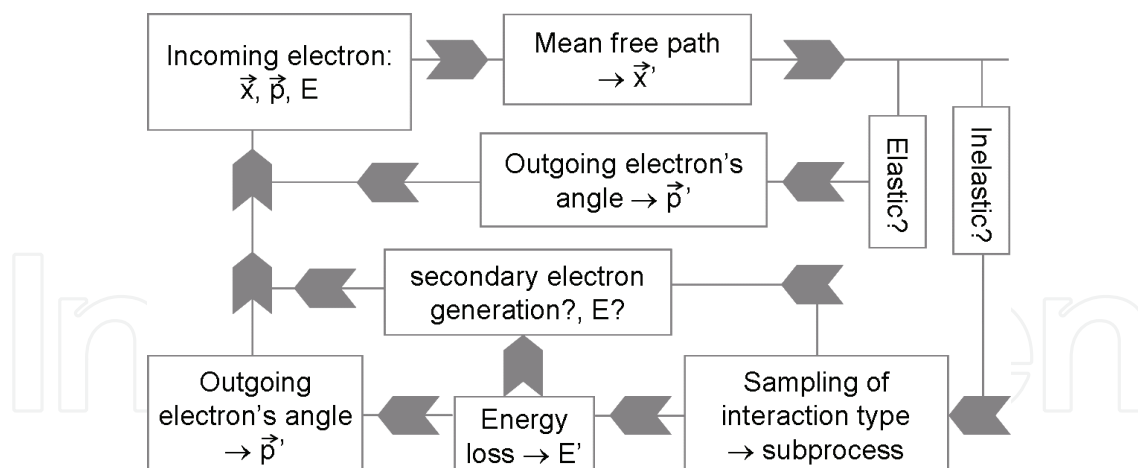 Incoming electron:
x⃗, p⃗, E
Mean free path
→ x⃗’
Elastic?
Inelastic?
Outgoing electron’s
angle → p⃗’
secondary electron
generation?, E?
Outgoing
electron’s angle
→ p⃗’
Energy
loss → E’
Sampling of
interaction type
→ subprocess